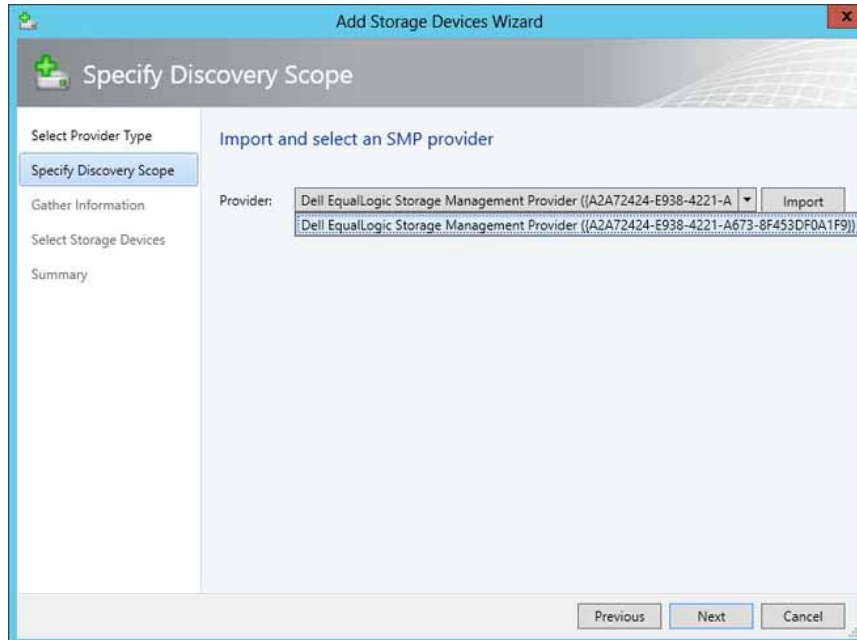 Add Storage Devices Wizard
x
Specify Discovery Scope
Select Provider Type
Specify Discovery Scope
Gather Information
Select Storage Devices
Summary
Import and select an SMP provider
Provider: Dell EqualLogic Storage Management Provider ({A2A72424-E938-4221-A Import
Dell EqualLogic Storage Management Provider ({A2A72424-E938-4221-A673-8F453DF0A1F9})
Previous Next Cancel